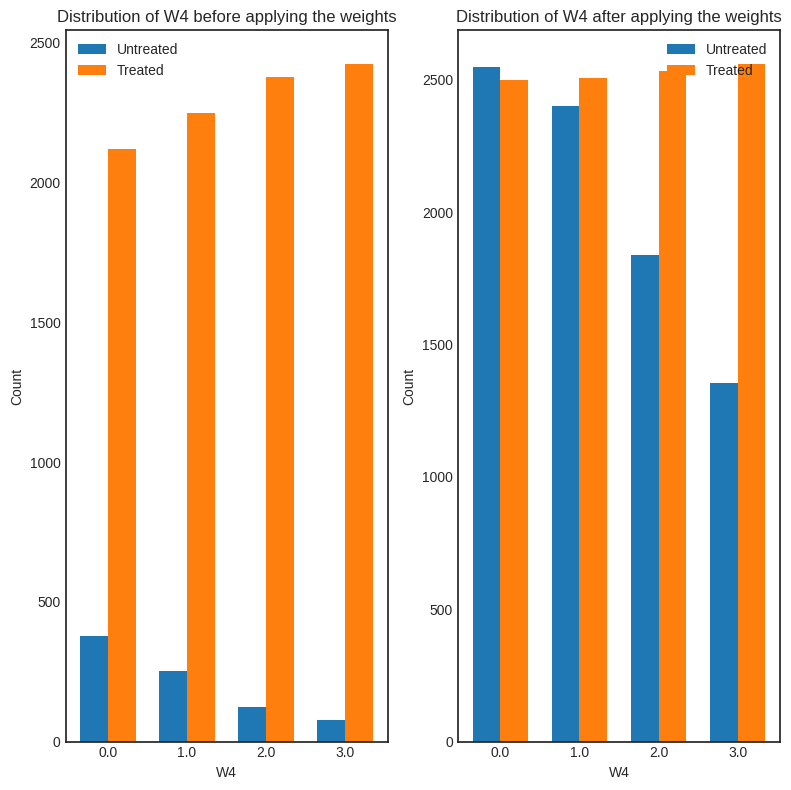 Distribution of W4 before applying the weights
2500
2000
1500
1000
500
0
Count
Untreated
Treated
0.0 1.0 2.0 3.0
W4
Distribution of W4 after applying the weights
2500
2000
1500
1000
500
0
Count
Untreated
Treated
0.0 1.0 2.0 3.0
W4